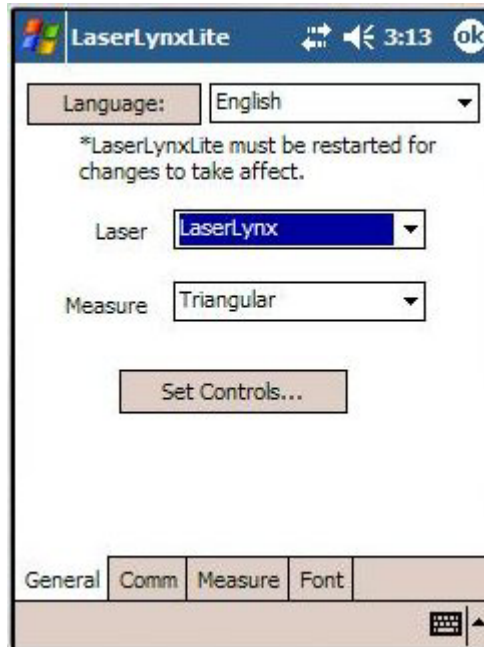 LaserLynxLite 3:13 ok
Language: English
*LaserLynxLite must be restarted for
changes to take affect.
Laser LaserLynx
Measure Triangular
Set Controls...
General Comm Measure Font